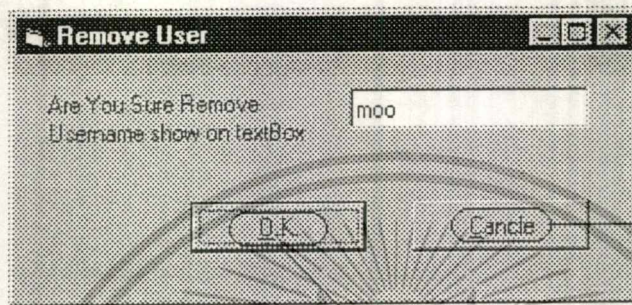 Remove User
Are You Sure Remove
Username show on textBox
moo
O.K.
Cancle